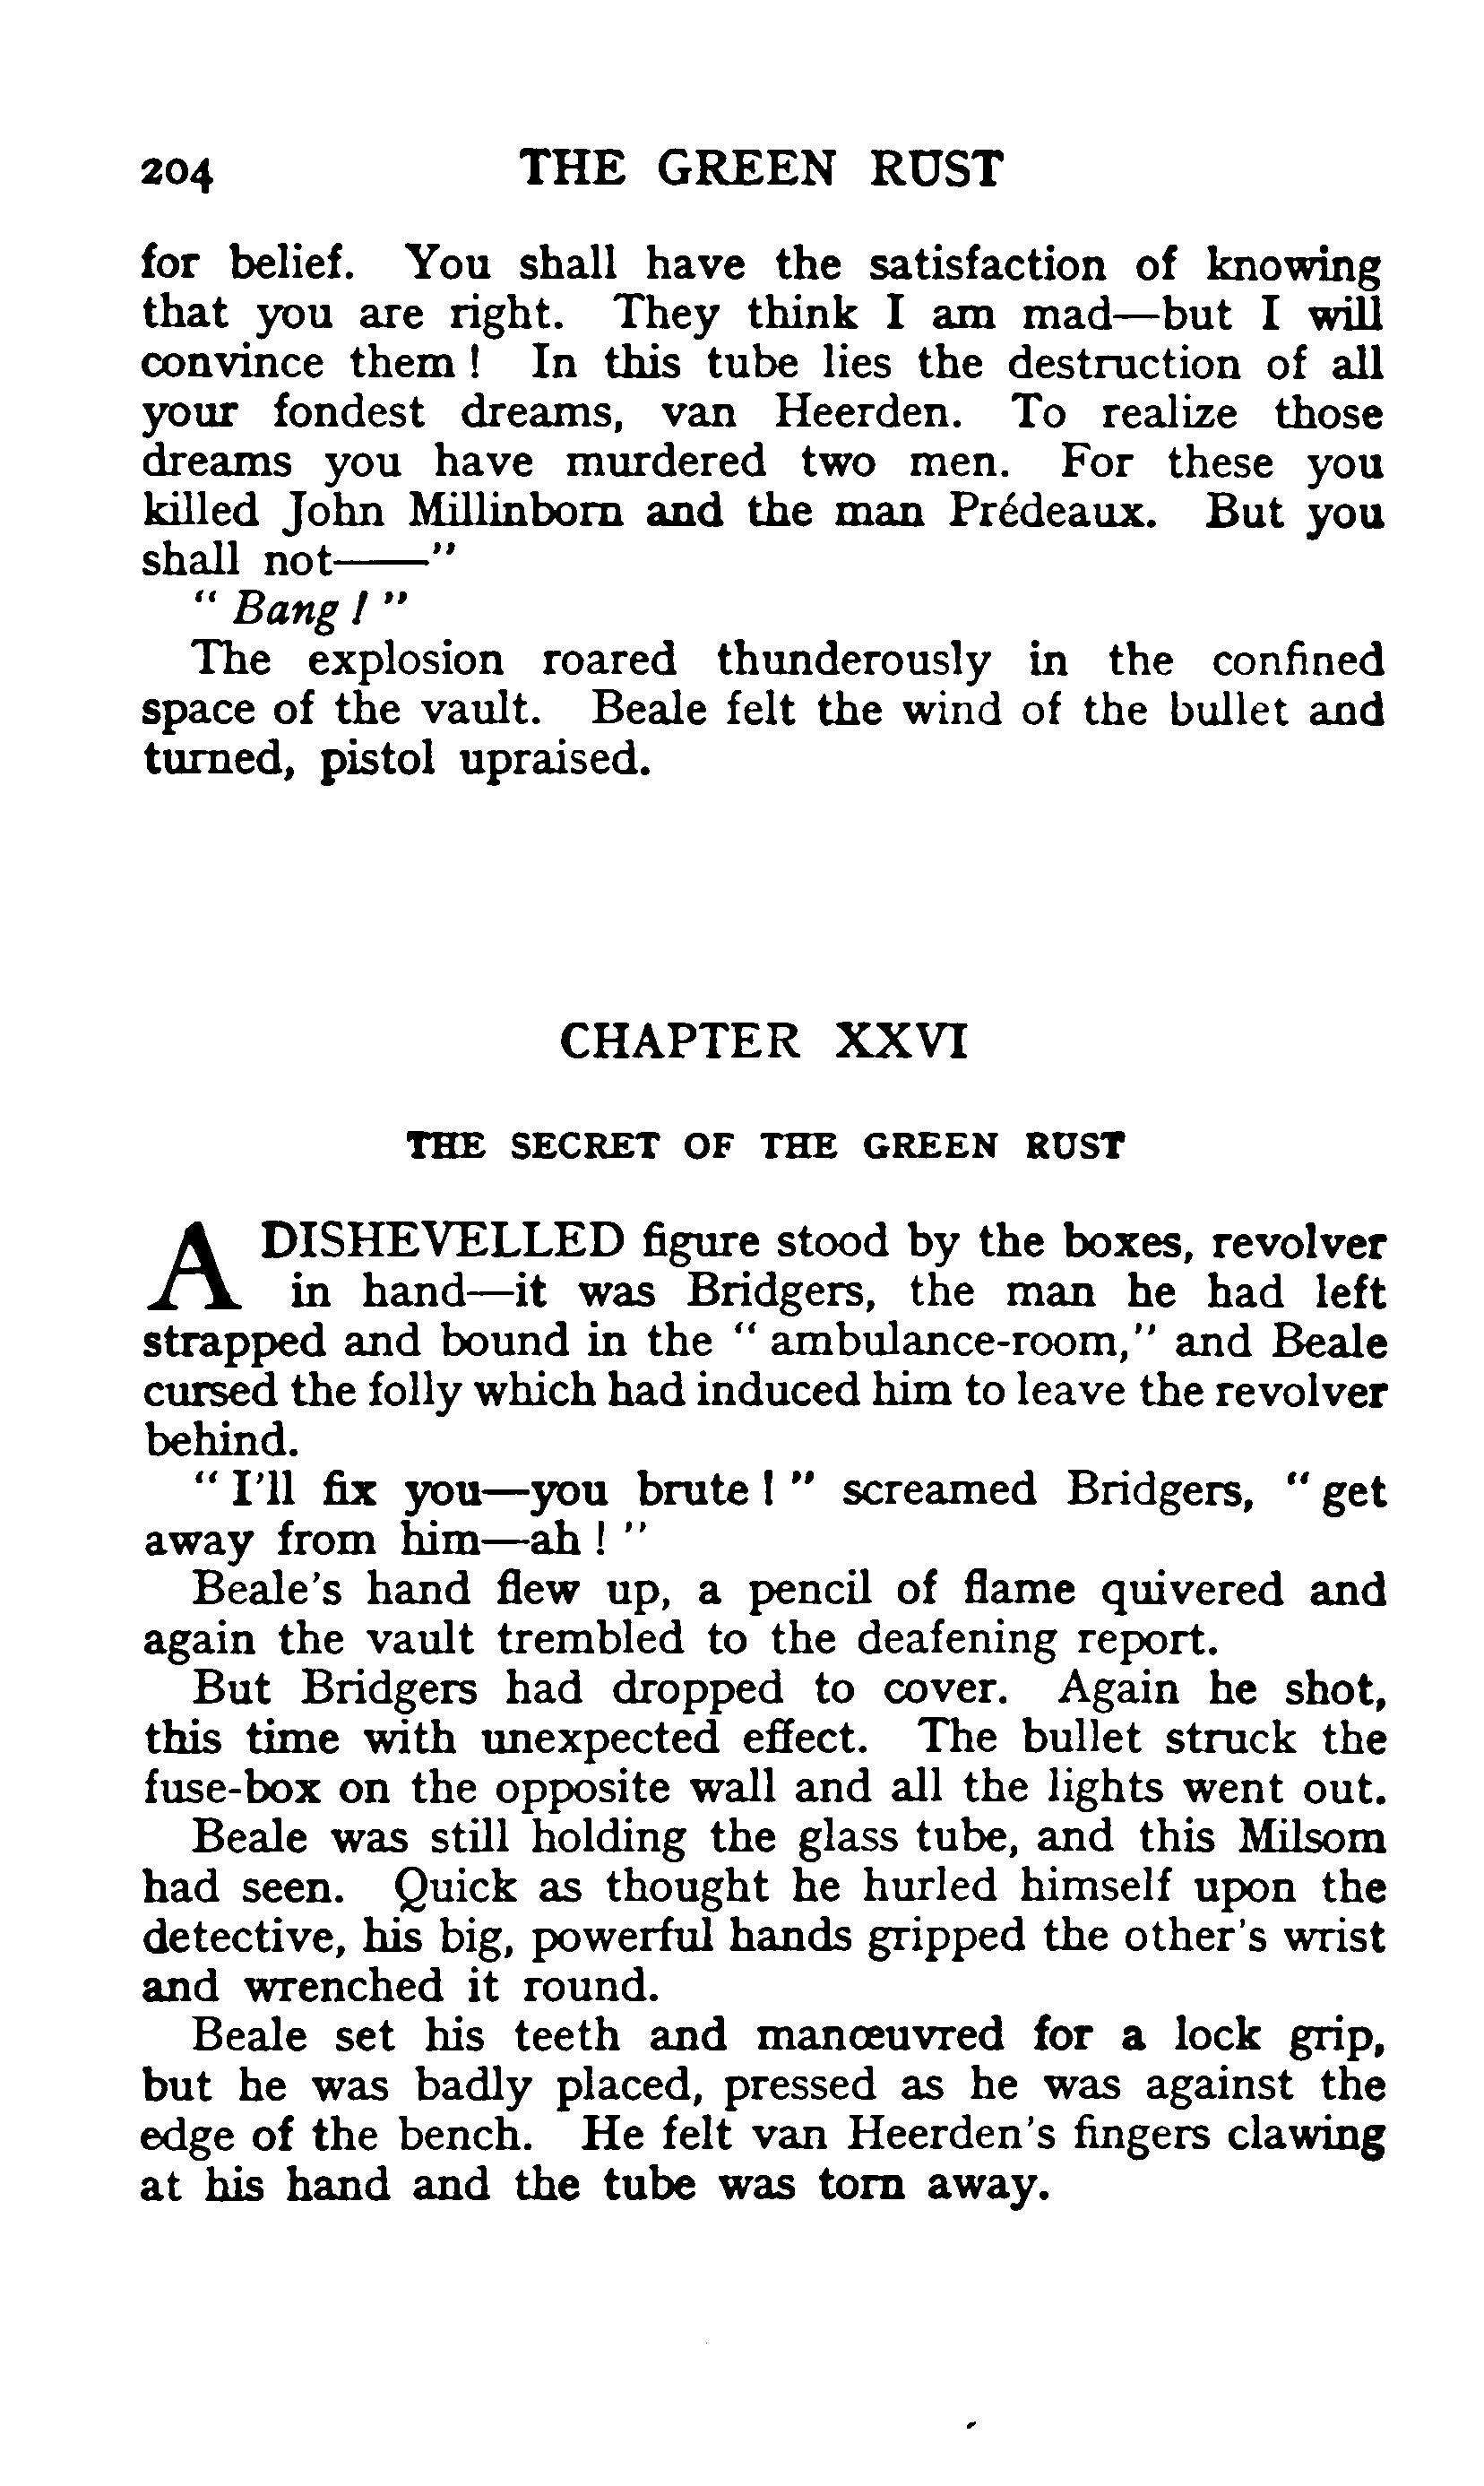 204 THE GREEN RUST
for belief. You shall have the satisfaction of knowing
that you are right. They think I am mad—but I will
convince them ! In this tube lies the destruction of all
your fondest dreams, van Heerden. To realize those
dreams you have murdered two men. For these you
killed John Millinborn and the man Prédeaux. But you
shall not——"
" Bang ! "
The explosion roared thunderously in the confined
space of the vault. Beale felt the wind of the bullet and
turned, pistol upraised.
CHAPTER XXVI
THE SECRET OF THE GREEN RUST
A DISHEVELLED figure stood by the boxes, revolver
in hand—it was Bridgers, the man he had left
strapped and bound in the " ambulance-room," and Beale
cursed the folly which had induced him to leave the revolver
behind.
" I'll fix you—you brute ! " screamed Bridgers, " get
away from him—ah ! "
Beale's hand flew up, a pencil of flame quivered and
again the vault trembled to the deafening report.
But Bridgers had dropped to cover. Again he shot,
this time with unexpected effect. The bullet struck the
fuse-box on the opposite wall and all the lights went out.
Beale was still holding the glass tube, and this Milsom
had seen. Quick as thought he hurled himself upon the
detective, his big, powerful hands gripped the other's wrist
and wrenched it round.
Beale set his teeth and manœuvred for a lock grip,
but he was badly placed, pressed as he was against the
edge of the bench. He felt van Heerden's fingers clawing
at his hand and the tube was torn away.